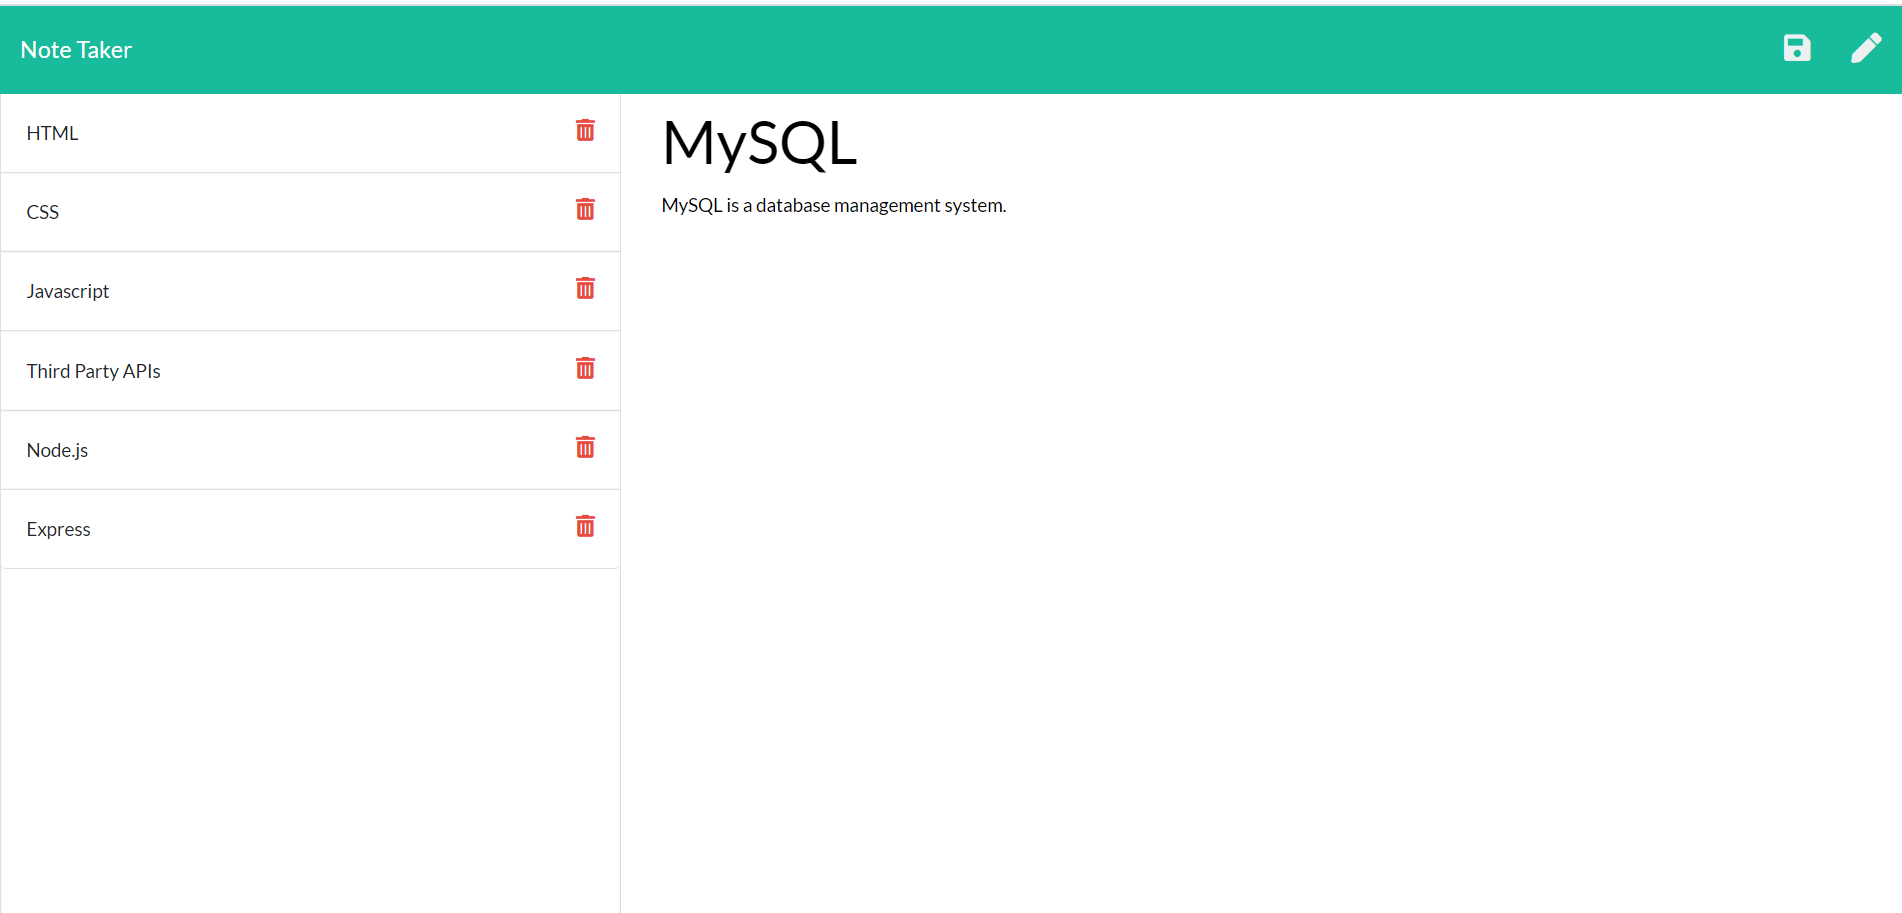 Note Taker
HTML
CSS
Javascript
Third Party APIs
Node.js
Express
MySQL
MySQL is a database management system.